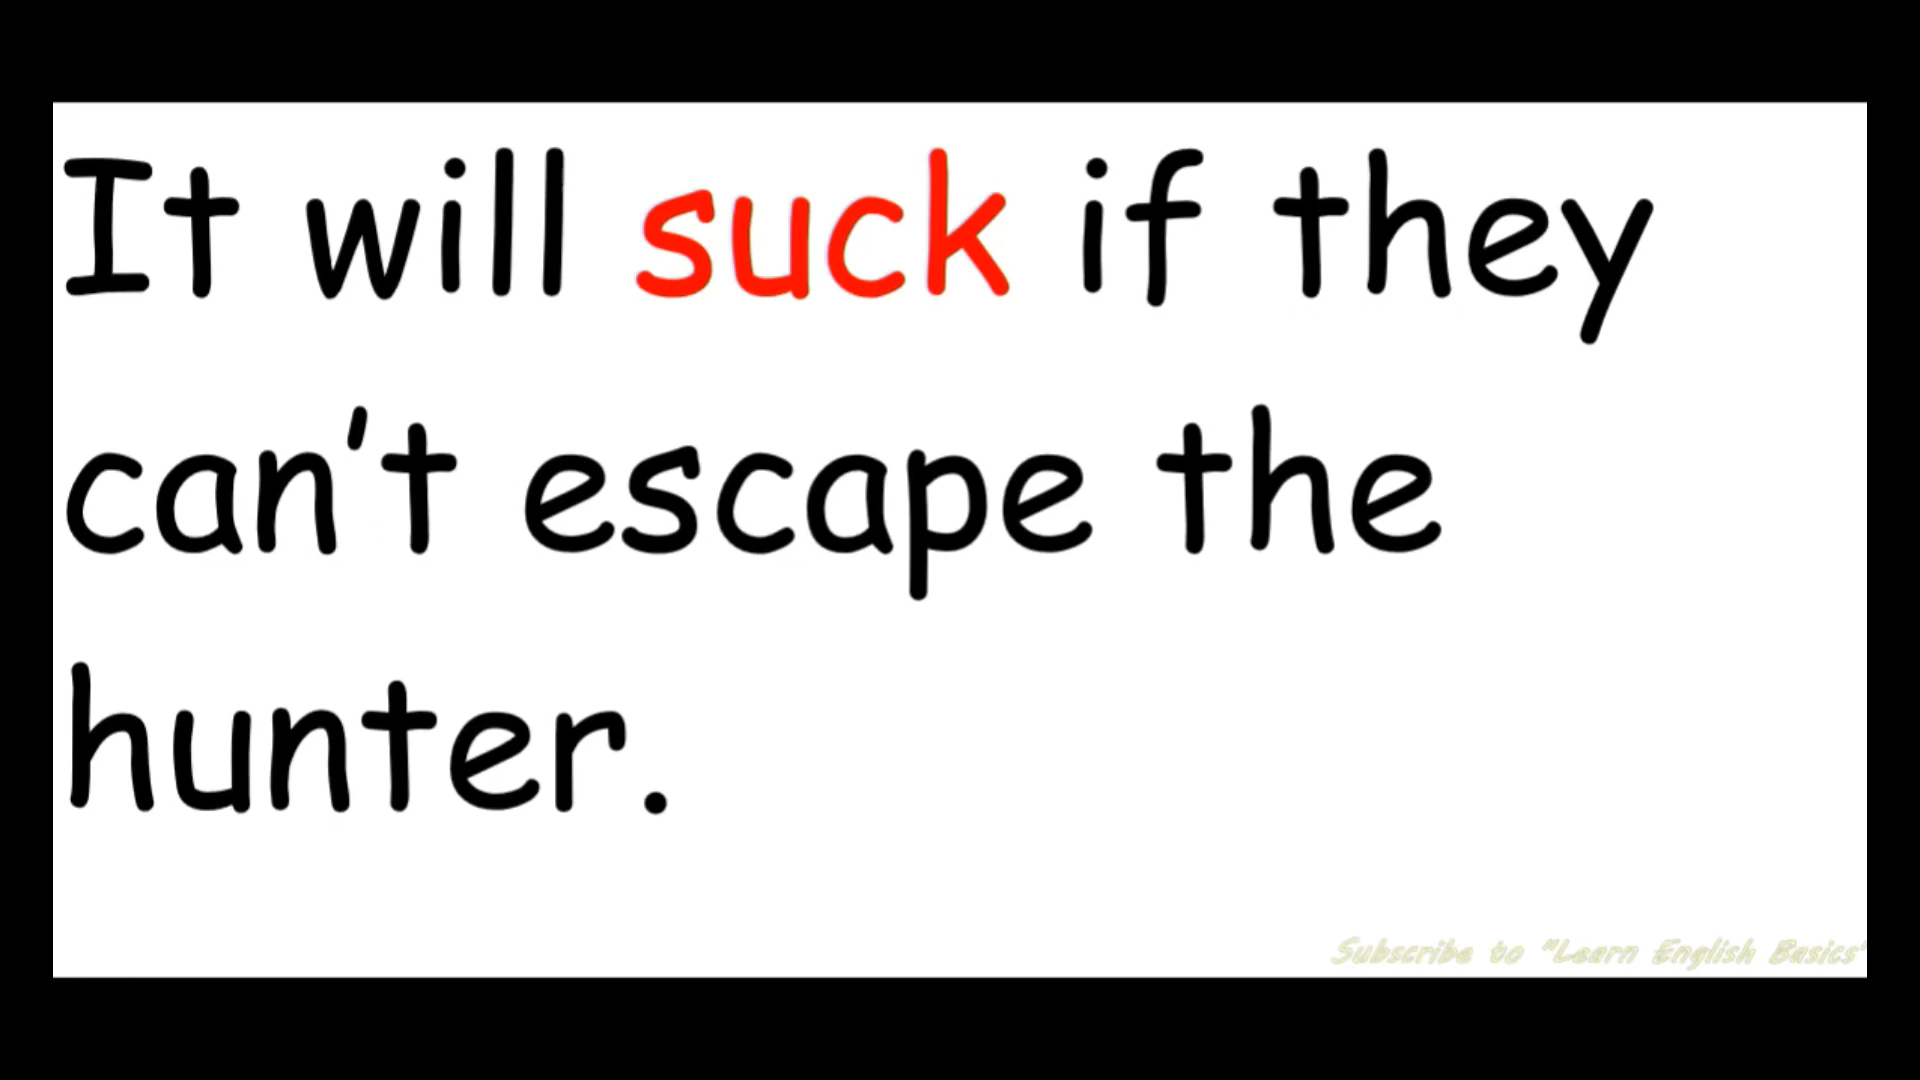 It will suck if they
can't escape the
hunter.
Subscribe to "Learn English Basics"